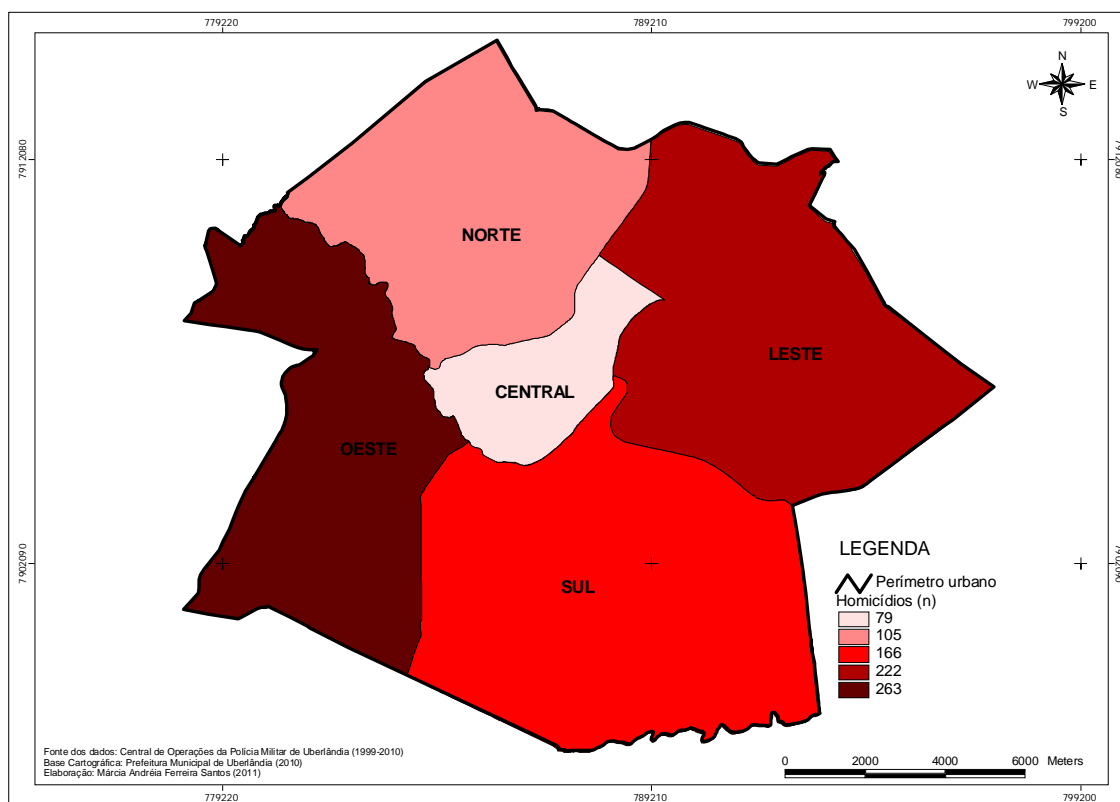 779220
789210
799200
N
W
E
S
7912080
7912080
NORTE
LESTE
CENTRAL
OESTE
SUL
7902090
7902090
LEGENDA
Perímetro urbano
Homicídios (n)
79
105
166
222
263
Fonte dos dados: Central de Operações da Polícia Militar de Uberlândia (1999-2010)
Base Cartográfica: Prefeitura Municipal de Uberlândia (2010)
Elaboração: Márcia Andréia Ferreira Santos (2011)
0 2000 4000 6000 Meters
779220
789210
799200